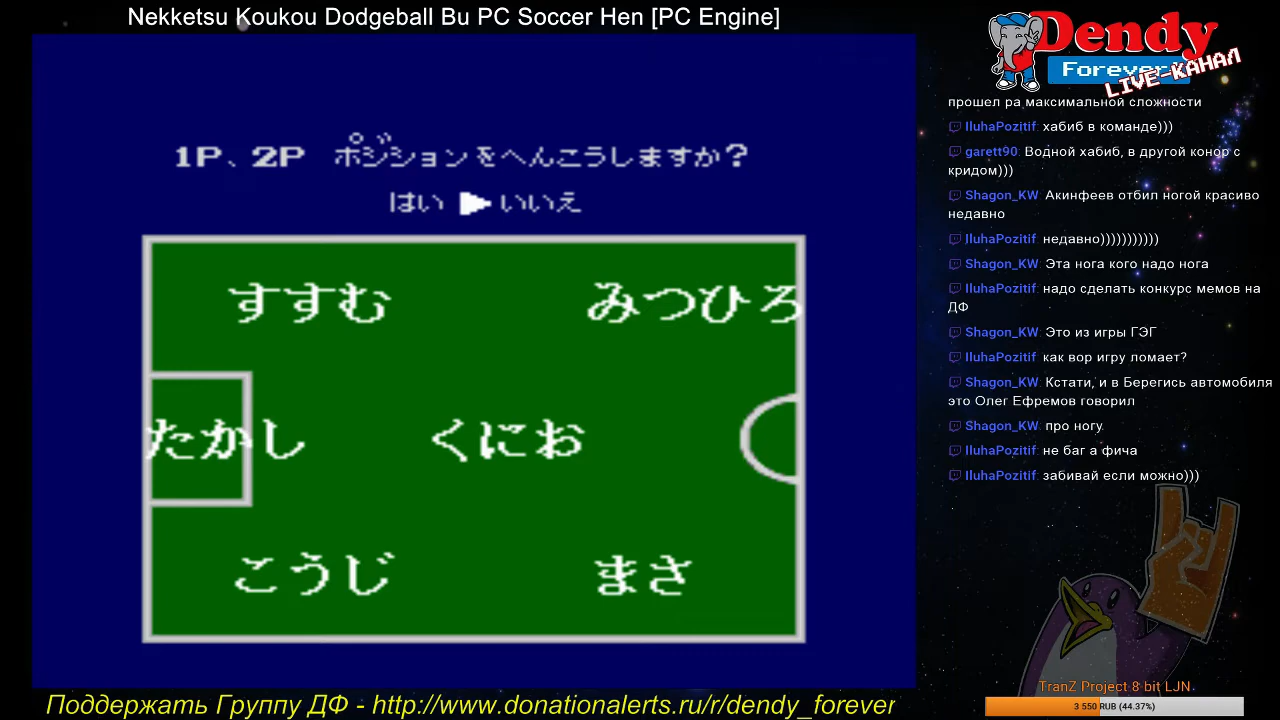 Nekketsu Koukou Dodgeball Bu PC Soccer Hen [PC Engine]
1P、2P ポジションをへんこうしますか?
はい ▶いいえ
すすむ みつひろ
たかし くにお
こうじ まさ
Dendy
Forever
LIVE-КАНАЛ
прошел ра максимальной сложности
IluhaPozitif: хабиб в команде)))
garett90: Водной хабиб, в другой конор с
кридом)))
Shagon_KW: Акинфеев отбил ногой красиво
недавно
IluhaPozitif: недавно)))))))))))
Shagon_KW: Эта нога кого надо нога
IluhaPozitif: надо сделать конкурс мемов на
ДФ
Shagon_KW: Это из игры ГЭГ
IluhaPozitif: как вор игру ломает?
Shagon_KW: Кстати, и в Берегись автомобиля
это Олег Ефремов говорил
Shagon_KW: про ногу.
IluhaPozitif: не баг а фича
IluhaPozitif: забивай если можно)))
TranZ Project 8 bit LJN
3 550 RUB (44.37%)
Поддержать Группу ДФ - http://www.donationalerts.ru/r/dendy_forever